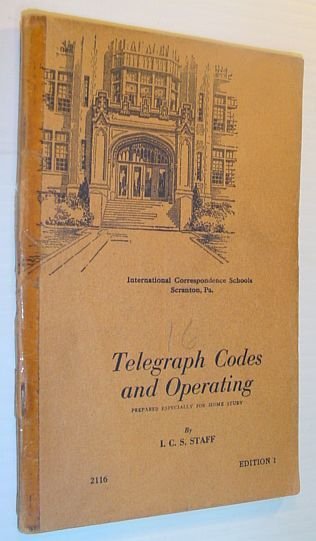 International Correspondence Schools
Scranton, Pa.
16
Telegraph Codes
and Operating
PREPARED ESPECIALLY FOR HOME STUDY
By
I. C. S. STAFF
2116 EDITION 1